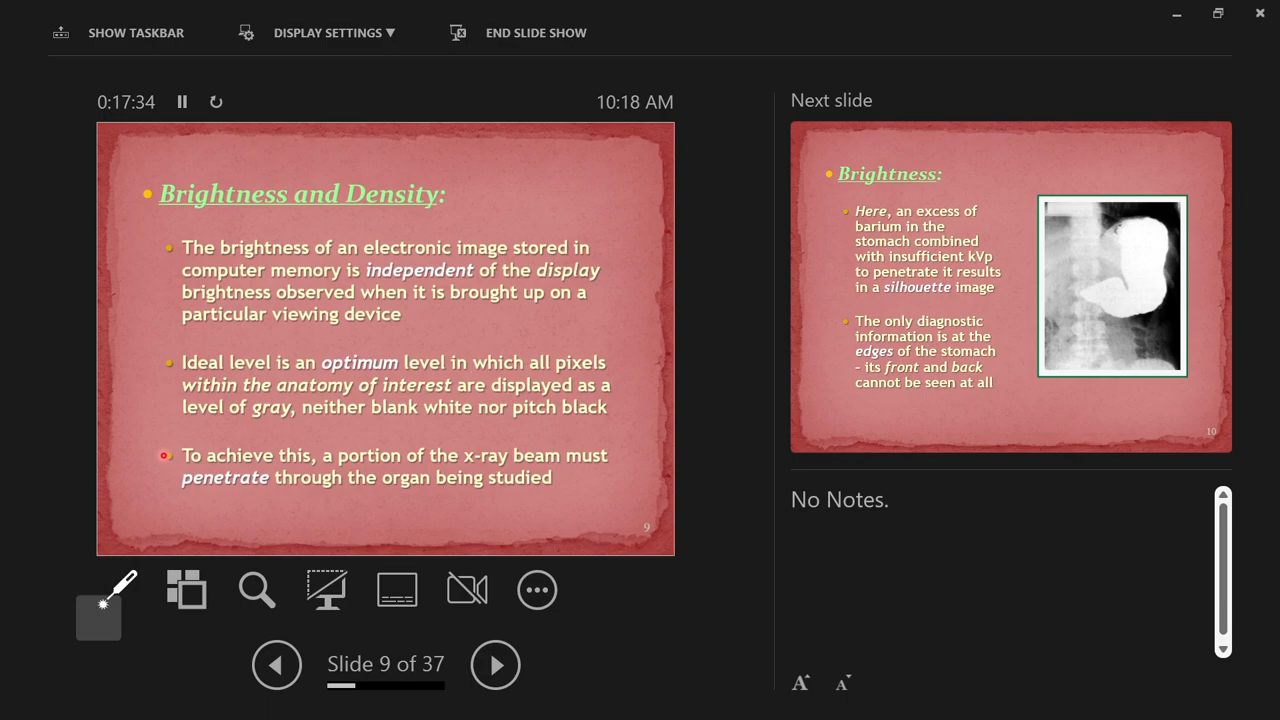 SHOW TASKBAR
DISPLAY SETTINGS ▼
END SLIDE SHOW
0:17:34
10:18 AM
• Brightness and Density:
• The brightness of an electronic image stored in
computer memory is independent of the display
brightness observed when it is brought up on a
particular viewing device
• Ideal level is an optimum level in which all pixels
within the anatomy of interest are displayed as a
level of gray, neither blank white nor pitch black
• To achieve this, a portion of the x-ray beam must
penetrate through the organ being studied
9
Slide 9 of 37
Next slide
• Brightness:
• Here, an excess of
barium in the
stomach combined
with insufficient kVp
to penetrate it results
in a silhouette image
• The only diagnostic
information is at the
edges of the stomach
- its front and back
cannot be seen at all
10
No Notes.
A A